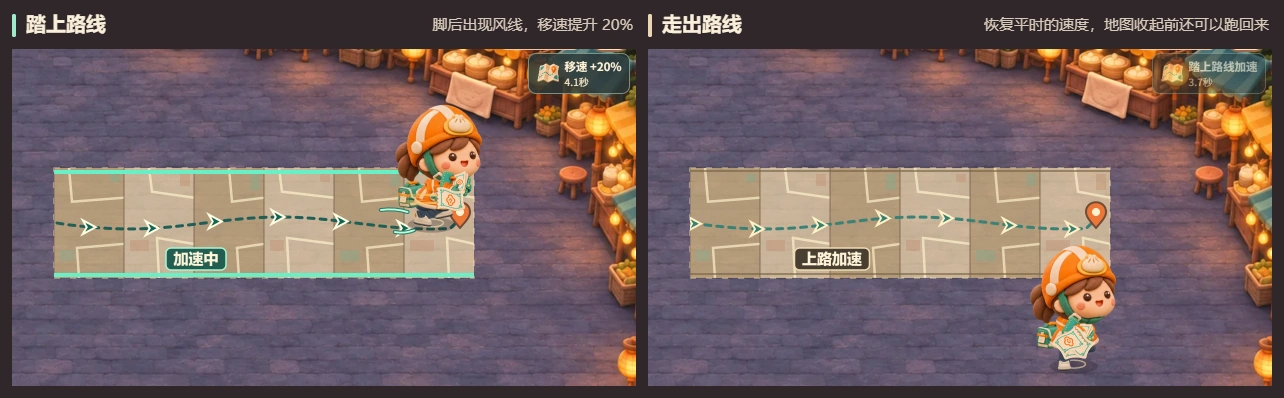 踏上路线
脚后出现风线，移速提升 20%
移速 +20%
4.1秒
加速中
走出路线
恢复平时的速度，地图收起前还可以跑回来
踏上路线加速
3.7秒
上路加速